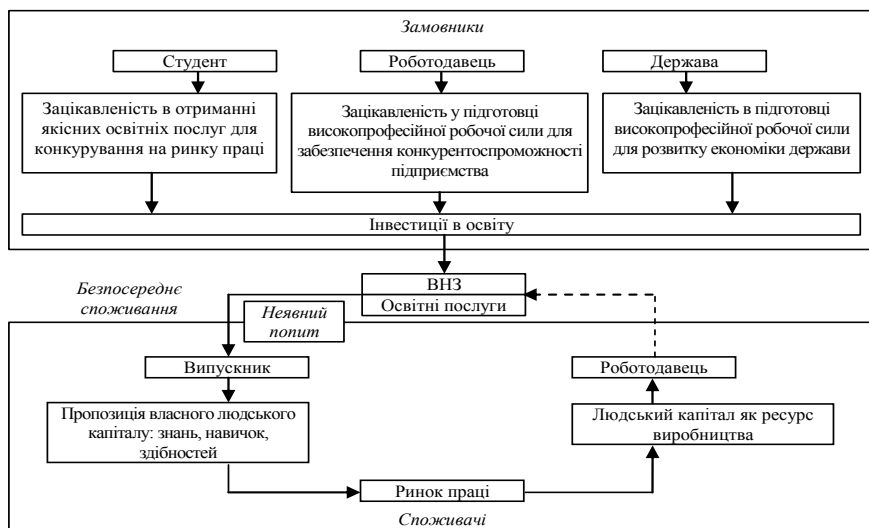 Замовники
Студент
Роботодавець
Держава
Зацікавленість в отриманні
якісних освітніх послуг для
конкурування на ринку праці
Зацікавленість у підготовці
високопрофесійної робочої сили для
забезпечення конкурентоспроможності
підприємства
Зацікавленість в підготовці
високопрофесійної робочої сили
для розвитку економіки держави
Інвестиції в освіту
ВНЗ
Освітні послуги
Безпосереднє
споживання
Неявний
попит
Випускник
Роботодавець
Пропозиція власного людського
капіталу: знань, навичок,
здібностей
Людський капітал як ресурс
виробництва
Ринок праці
Споживачі